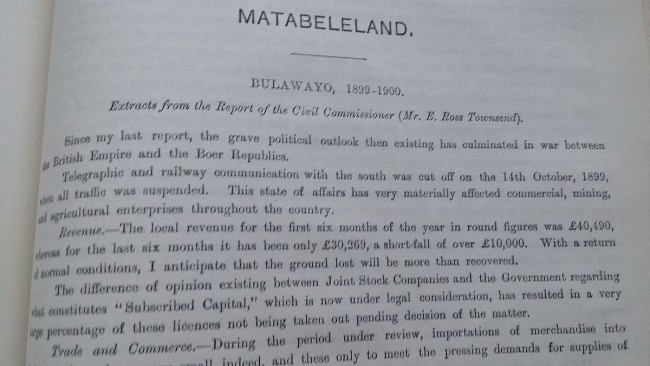 MATABELELAND.
BULAWAYO, 1899-1900.
Extracts from the Report of the Civil Commissioner (Mr. E. Ross Townsend).
Since my last report, the grave political outlook then existing has culminated in war between
the British Empire and the Boer Republics.
Telegraphic and railway communication with the south was cut off on the 14th October, 1899,
when all traffic was suspended. This state of affairs has very materially affected commercial, mining,
and agricultural enterprises throughout the country.
Revenue.—The local revenue for the first six months of the year in round figures was £40,490,
whereas for the last six months it has been only £30,269, a short-fall of over £10,000. With a return
normal conditions, I anticipate that the ground lost will be more than recovered.
The difference of opinion existing between Joint Stock Companies and the Government regarding
what constitutes "Subscribed Capital," which is now under legal consideration, has resulted in a very
large percentage of these licences not being taken out pending decision of the matter.
Trade and Commerce.—During the period under review, importations of merchandise into
small indeed, and these only to meet the pressing demands for supplies of